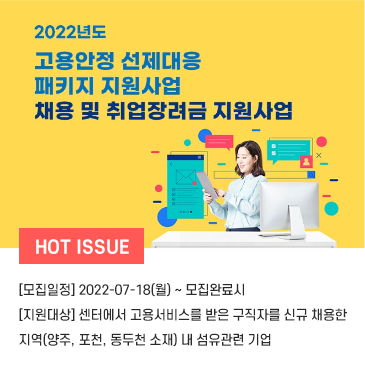 2022년도
고용안정 선제대응
패키지 지원사업
채용 및 취업장려금 지원사업
HOT ISSUE
[모집일정] 2022-07-18(월) ~ 모집완료시
[지원대상] 센터에서 고용서비스를 받은 구직자를 신규 채용한
지역(양주, 포천, 동두천 소재) 내 섬유관련 기업